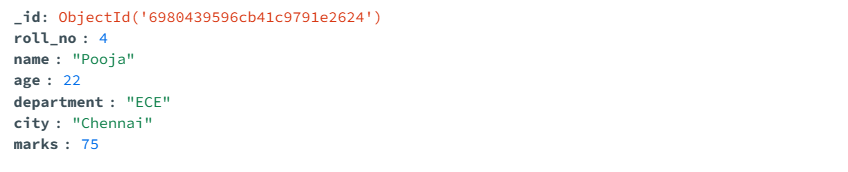 _id: ObjectId('6980439596cb41c9791e2624')
roll_no : 4
name : "Pooja"
age : 22
department : "ECE"
city : "Chennai"
marks : 75